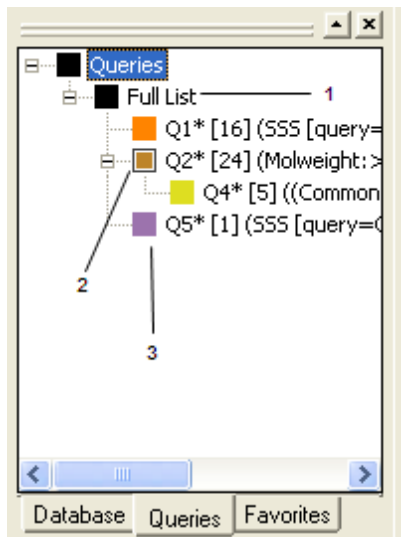 Queries
Full List 1
Q1* [16] (SSS [query=
Q2* [24] (Molweight: >
Q4* [5] ((Common
Q5* [1] (SSS [query=
2
3
Database Queries Favorites